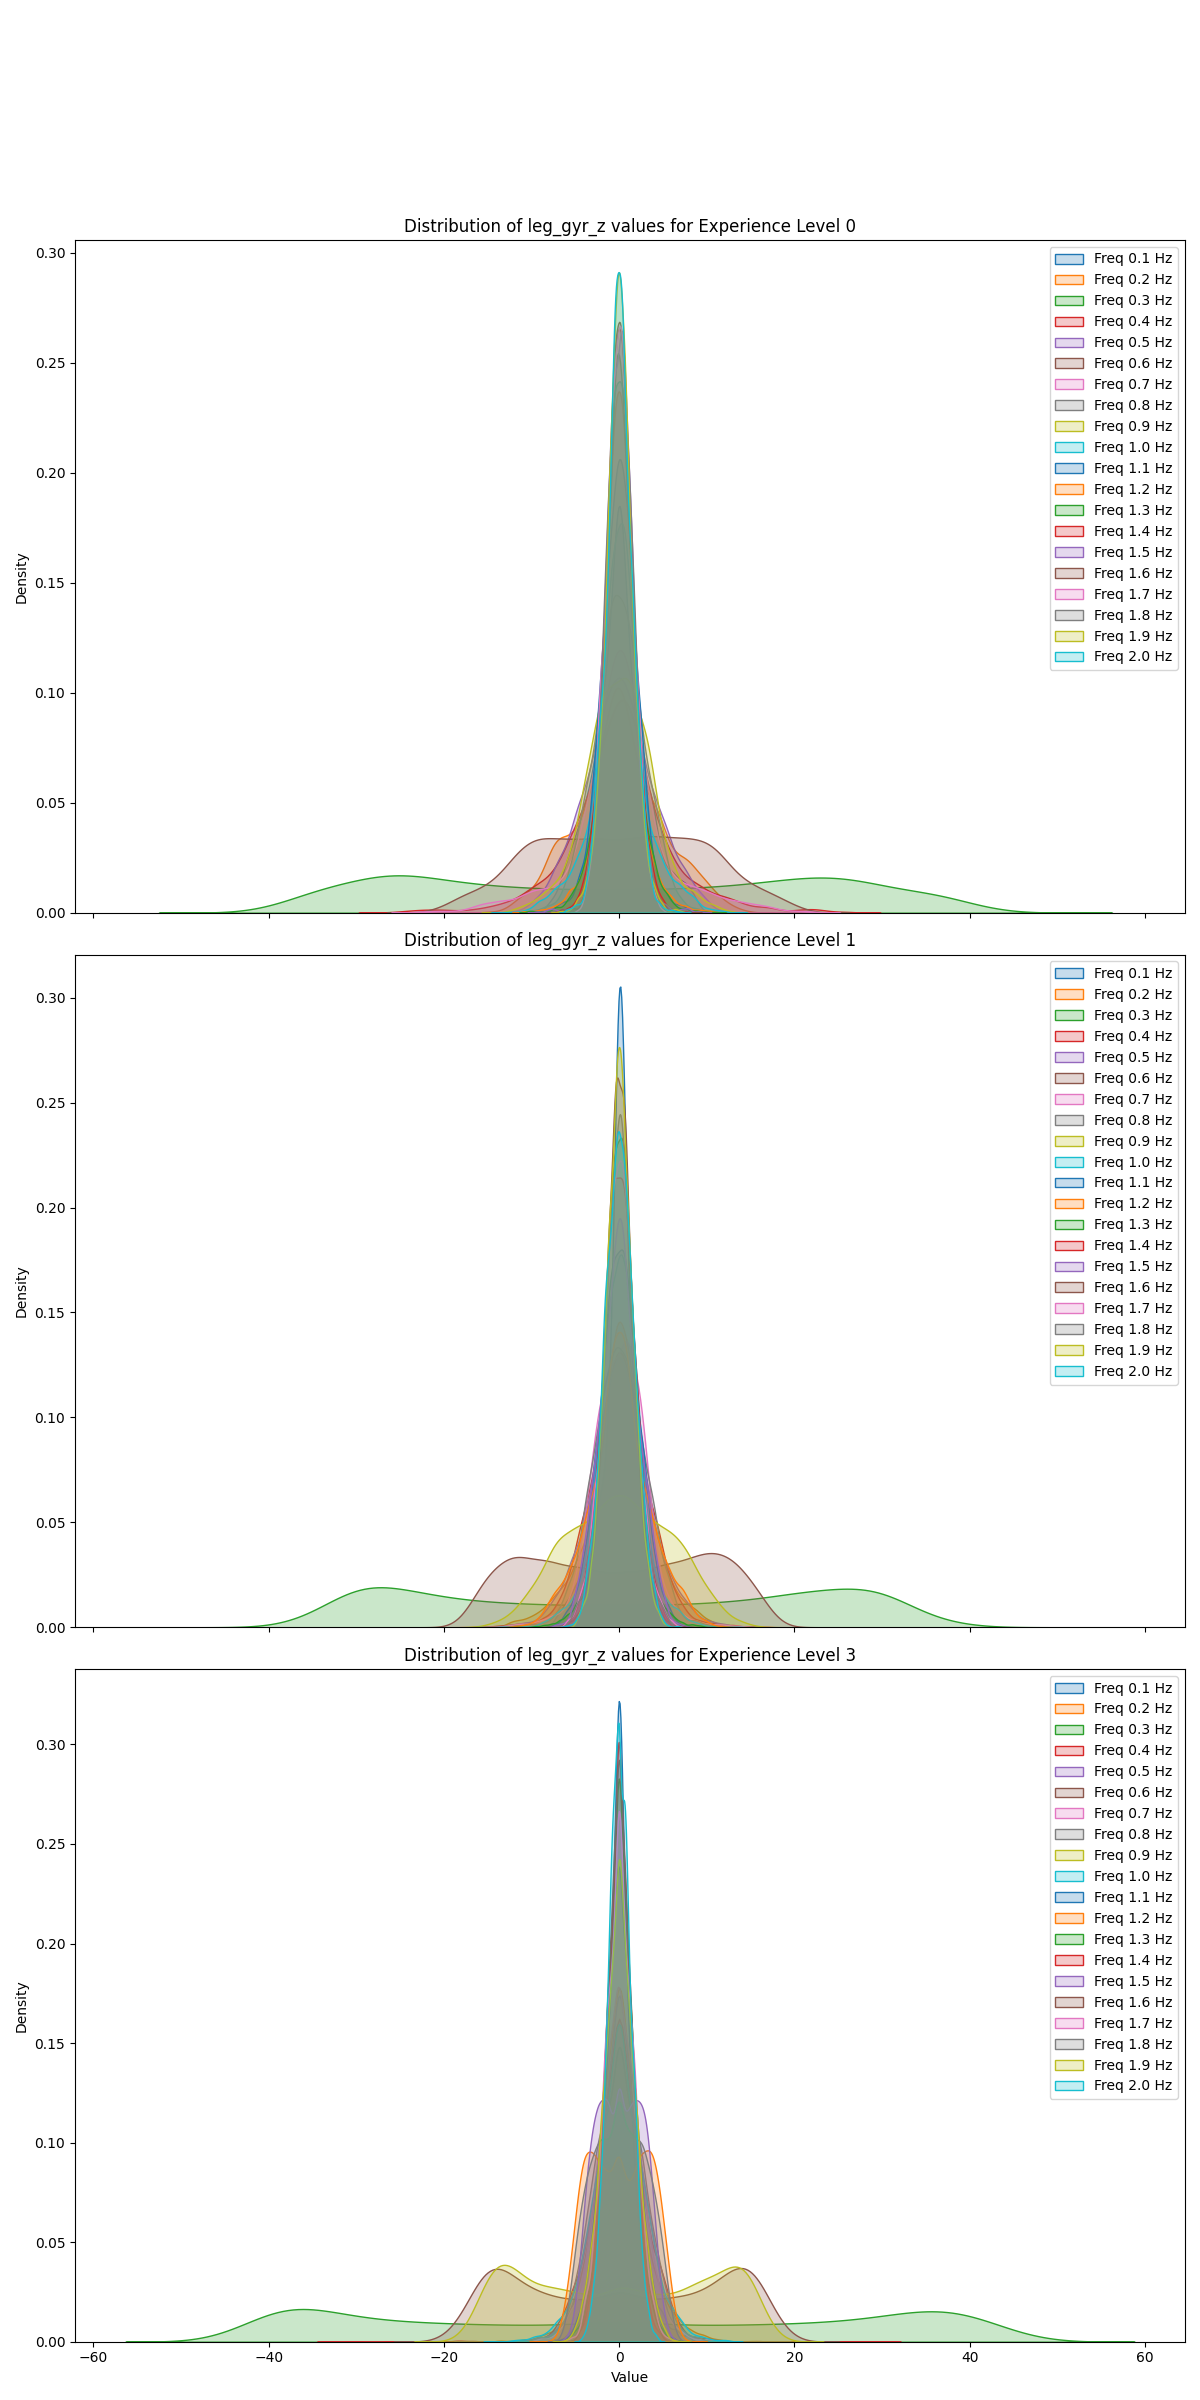 Distribution of leg_gyr_z values for Experience Level 0
0.30
0.25
0.20
0.15
0.10
0.05
0.00
Density
Freq 0.1 Hz
Freq 0.2 Hz
Freq 0.3 Hz
Freq 0.4 Hz
Freq 0.5 Hz
Freq 0.6 Hz
Freq 0.7 Hz
Freq 0.8 Hz
Freq 0.9 Hz
Freq 1.0 Hz
Freq 1.1 Hz
Freq 1.2 Hz
Freq 1.3 Hz
Freq 1.4 Hz
Freq 1.5 Hz
Freq 1.6 Hz
Freq 1.7 Hz
Freq 1.8 Hz
Freq 1.9 Hz
Freq 2.0 Hz
Distribution of leg_gyr_z values for Experience Level 1
0.30
0.25
0.20
0.15
0.10
0.05
0.00
Density
Freq 0.1 Hz
Freq 0.2 Hz
Freq 0.3 Hz
Freq 0.4 Hz
Freq 0.5 Hz
Freq 0.6 Hz
Freq 0.7 Hz
Freq 0.8 Hz
Freq 0.9 Hz
Freq 1.0 Hz
Freq 1.1 Hz
Freq 1.2 Hz
Freq 1.3 Hz
Freq 1.4 Hz
Freq 1.5 Hz
Freq 1.6 Hz
Freq 1.7 Hz
Freq 1.8 Hz
Freq 1.9 Hz
Freq 2.0 Hz
Distribution of leg_gyr_z values for Experience Level 3
0.30
0.25
0.20
0.15
0.10
0.05
0.00
Density
Freq 0.1 Hz
Freq 0.2 Hz
Freq 0.3 Hz
Freq 0.4 Hz
Freq 0.5 Hz
Freq 0.6 Hz
Freq 0.7 Hz
Freq 0.8 Hz
Freq 0.9 Hz
Freq 1.0 Hz
Freq 1.1 Hz
Freq 1.2 Hz
Freq 1.3 Hz
Freq 1.4 Hz
Freq 1.5 Hz
Freq 1.6 Hz
Freq 1.7 Hz
Freq 1.8 Hz
Freq 1.9 Hz
Freq 2.0 Hz
−60 −40 −20 0 20 40 60
Value